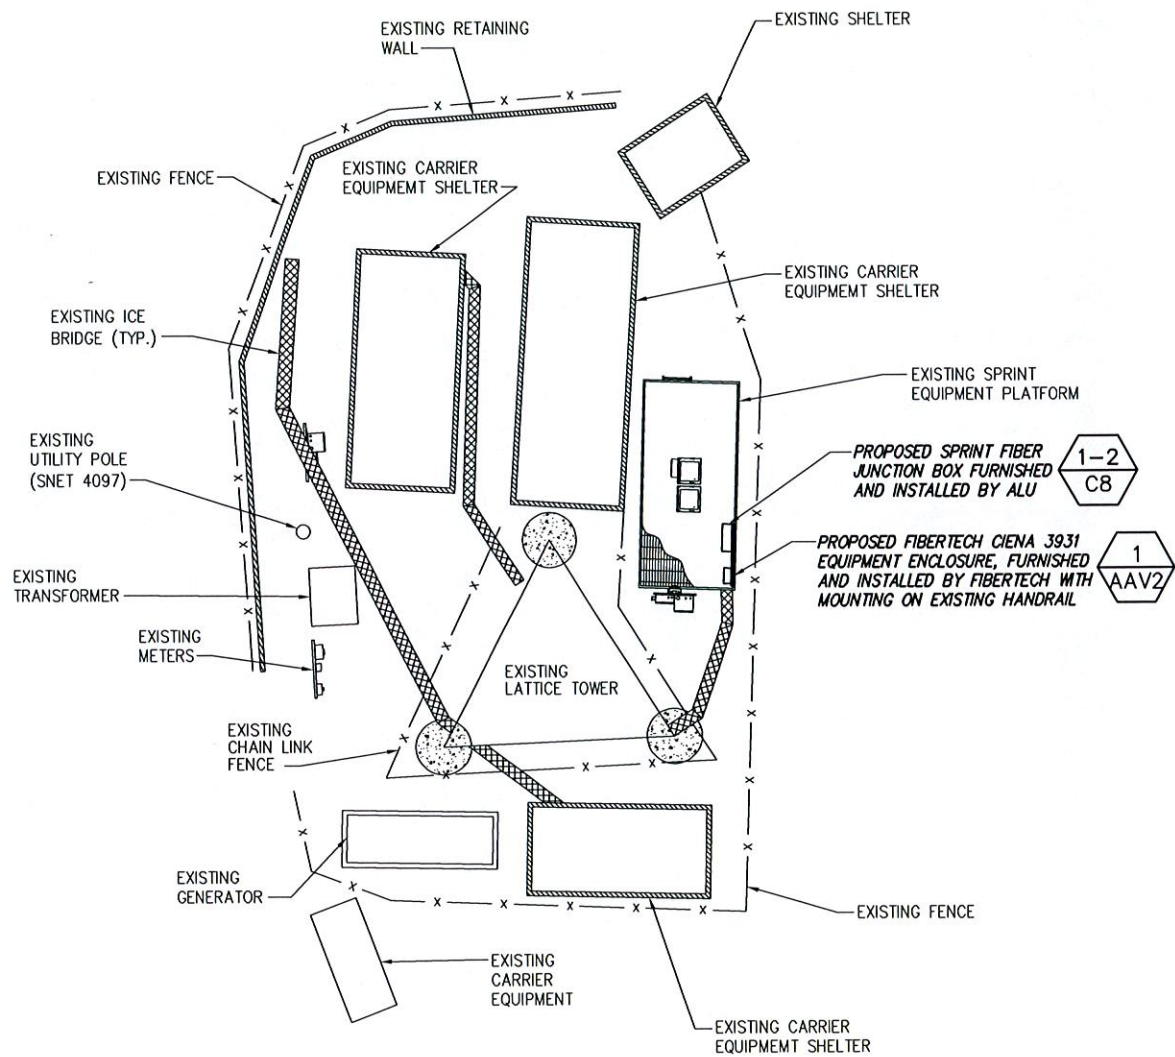 EXISTING SHELTER
EXISTING RETAINING
WALL
EXISTING CARRIER
EQUIPMEMT SHELTER
EXISTING FENCE
EXISTING CARRIER
EQUIPMEMT SHELTER
EXISTING ICE
BRIDGE (TYP.)
EXISTING SPRINT
EQUIPMENT PLATFORM
EXISTING
UTILITY POLE
(SNET 4097)
PROPOSED SPRINT FIBER
JUNCTION BOX FURNISHED
AND INSTALLED BY ALU
1-2
C8
PROPOSED FIBERTECH CIENA 3931
EQUIPMENT ENCLOSURE, FURNISHED
AND INSTALLED BY FIBERTECH WITH
MOUNTING ON EXISTING HANDRAIL
1
AAV2
EXISTING
TRANSFORMER
EXISTING
METERS
EXISTING
LATTICE TOWER
EXISTING
CHAIN LINK
FENCE
EXISTING
GENERATOR
EXISTING FENCE
EXISTING
CARRIER
EQUIPMENT
EXISTING CARRIER
EQUIPMEMT SHELTER